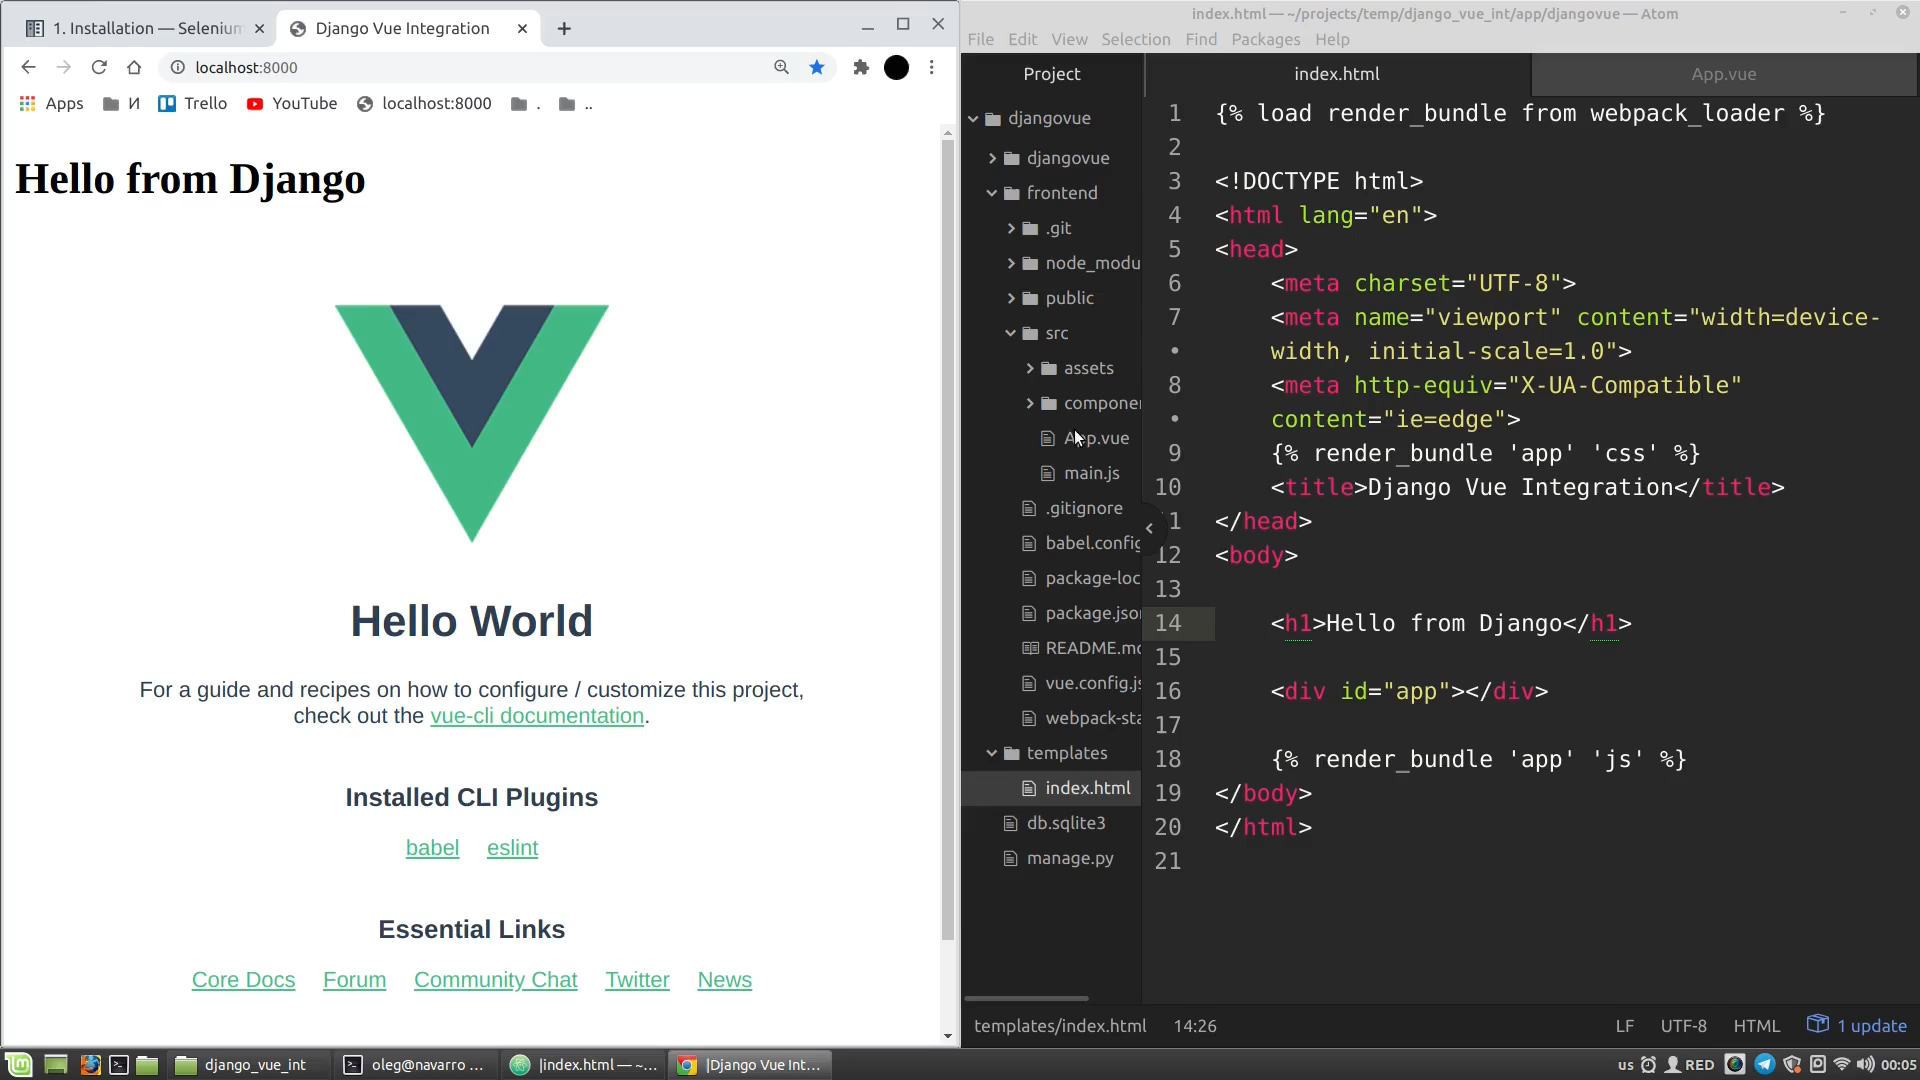 1. Installation — Selenium
Django Vue Integration
localhost:8000
Apps
И
Trello
YouTube
localhost:8000
.
..
Hello from Django
Hello World
For a guide and recipes on how to configure / customize this project,
check out the vue-cli documentation.
Installed CLI Plugins
babel eslint
Essential Links
Core Docs Forum Community Chat Twitter News
index.html — ~/projects/temp/django_vue_int/app/djangovue — Atom
File Edit View Selection Find Packages Help
Project
index.html
App.vue
djangovue
djangovue
frontend
.git
node_modu
public
src
assets
componen
App.vue
main.js
.gitignore
babel.config
package-loc
package.json
README.md
vue.config.js
webpack-sta
templates
index.html
db.sqlite3
manage.py
1 {% load render_bundle from webpack_loader %}
2
3 <!DOCTYPE html>
4 <html lang="en">
5 <head>
6 <meta charset="UTF-8">
7 <meta name="viewport" content="width=device-
• width, initial-scale=1.0">
8 <meta http-equiv="X-UA-Compatible"
• content="ie=edge">
9 {% render_bundle 'app' 'css' %}
10 <title>Django Vue Integration</title>
11 </head>
12 <body>
13
14 <h1>Hello from Django</h1>
15
16 <div id="app"></div>
17
18 {% render_bundle 'app' 'js' %}
19 </body>
20 </html>
21
templates/index.html 14:26
LF UTF-8 HTML 1 update
django_vue_int
oleg@navarro ...
|index.html — ~...
|Django Vue Int...
us
RED
00:05